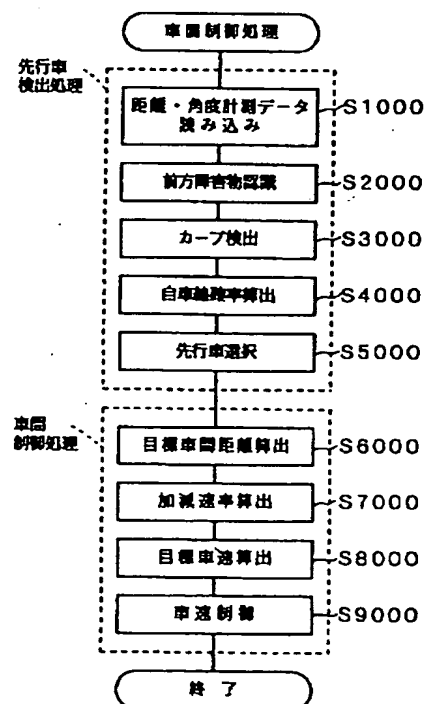 車間制御処理
先行車
検出処理
距離・角度計測データ
読み込み
S1000
前方障害物認識
S2000
カーブ検出
S3000
自車線確率算出
S4000
先行車選択
S5000
車間
制御処理
目標車間距離算出
S6000
加減速率算出
S7000
目標車速算出
S8000
車速制御
S9000
終了